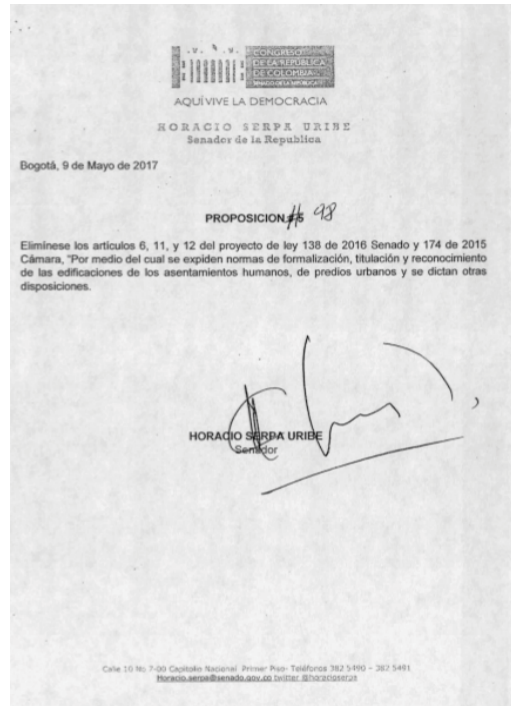 CONGRESO
DE LA REPÚBLICA
DE COLOMBIA
AQUÍ VIVE LA DEMOCRACIA
HORACIO SERPA URIBE
Senador de la Republica
Bogotá, 9 de Mayo de 2017
PROPOSICION # 98
Elimínese los artículos 6, 11, y 12 del proyecto de ley 138 de 2016 Senado y 174 de 2015
Cámara, "Por medio del cual se expiden normas de formalización, titulación y reconocimiento
de las edificaciones de los asentamientos humanos, de predios urbanos y se dictan otras
disposiciones.
HORACIO SERPA URIBE
Senador
Calle 10 No 7-00 Capitolio Nacional Primer Piso- Teléfonos 382 5490 – 382 5491
Horacio.serpa@senado.gov.co twitter @horacioserpa